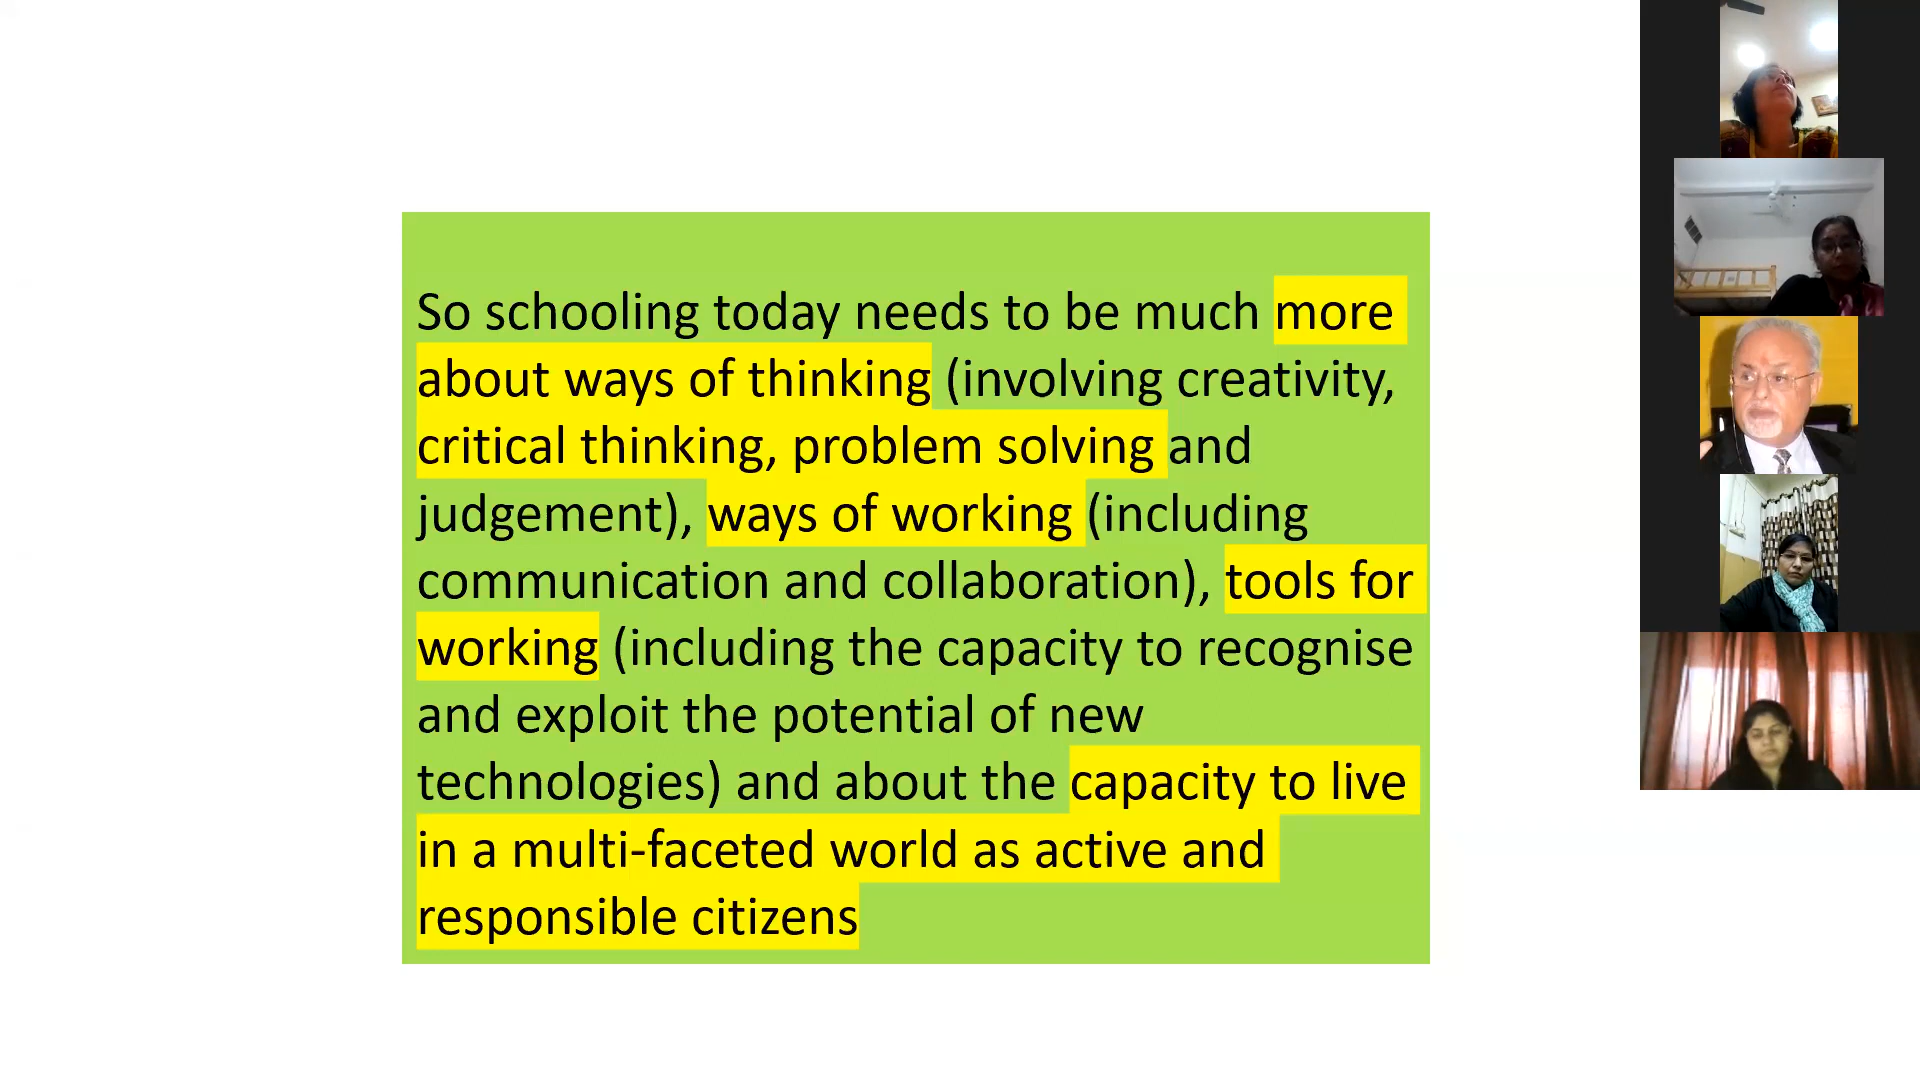 So schooling today needs to be much more
about ways of thinking (involving creativity,
critical thinking, problem solving and
judgement), ways of working (including
communication and collaboration), tools for
working (including the capacity to recognise
and exploit the potential of new
technologies) and about the capacity to live
in a multi-faceted world as active and
responsible citizens